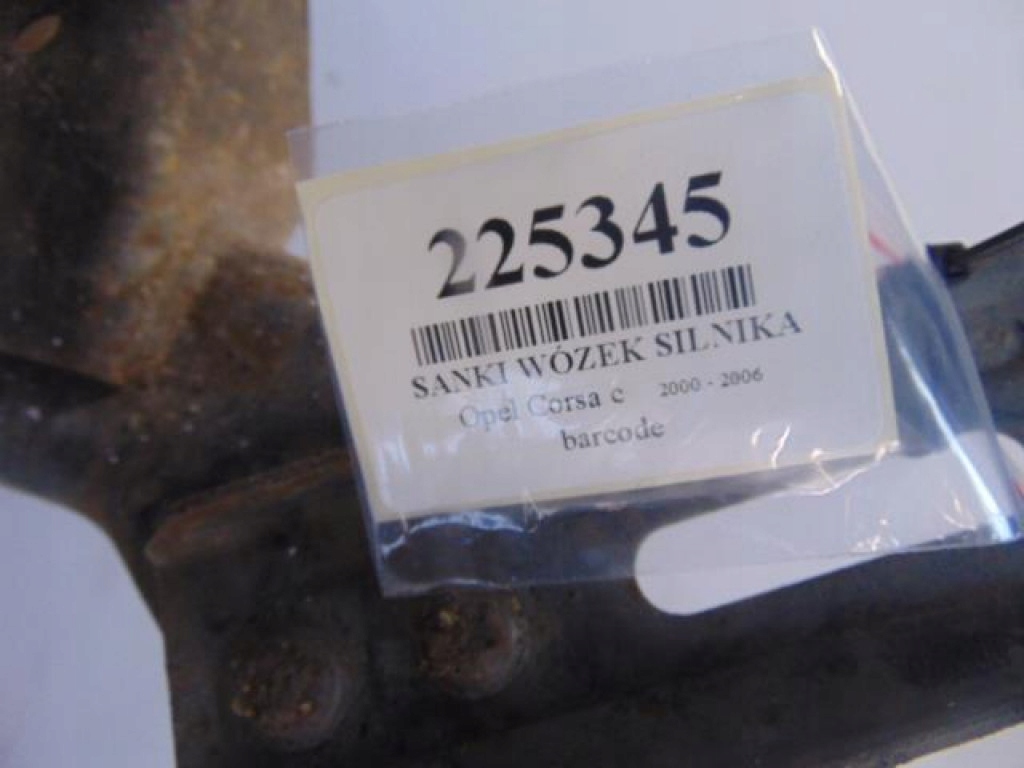 225345
SANKI WÓZEK SILNIKA
Opel Corsa c 2000 - 2006
barcode